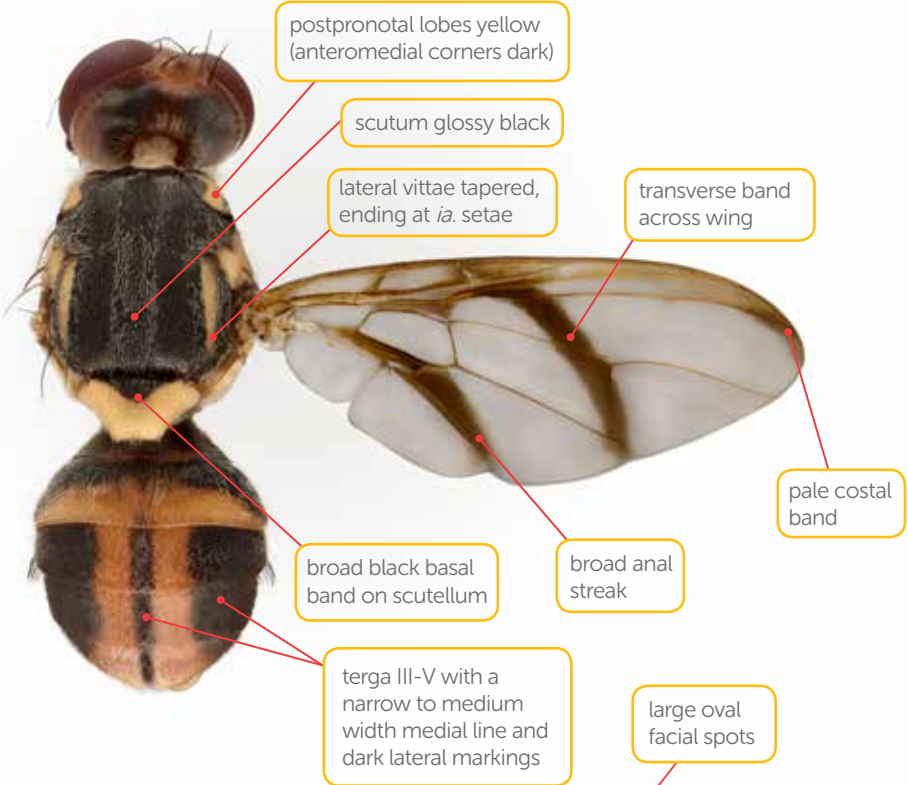 postpronotal lobes yellow
(anteromedial corners dark)
scutum glossy black
lateral vittae tapered,
ending at ia. setae
transverse band
across wing
pale costal
band
broad anal
streak
broad black basal
band on scutellum
terga III-V with a
narrow to medium
width medial line and
dark lateral markings
large oval
facial spots